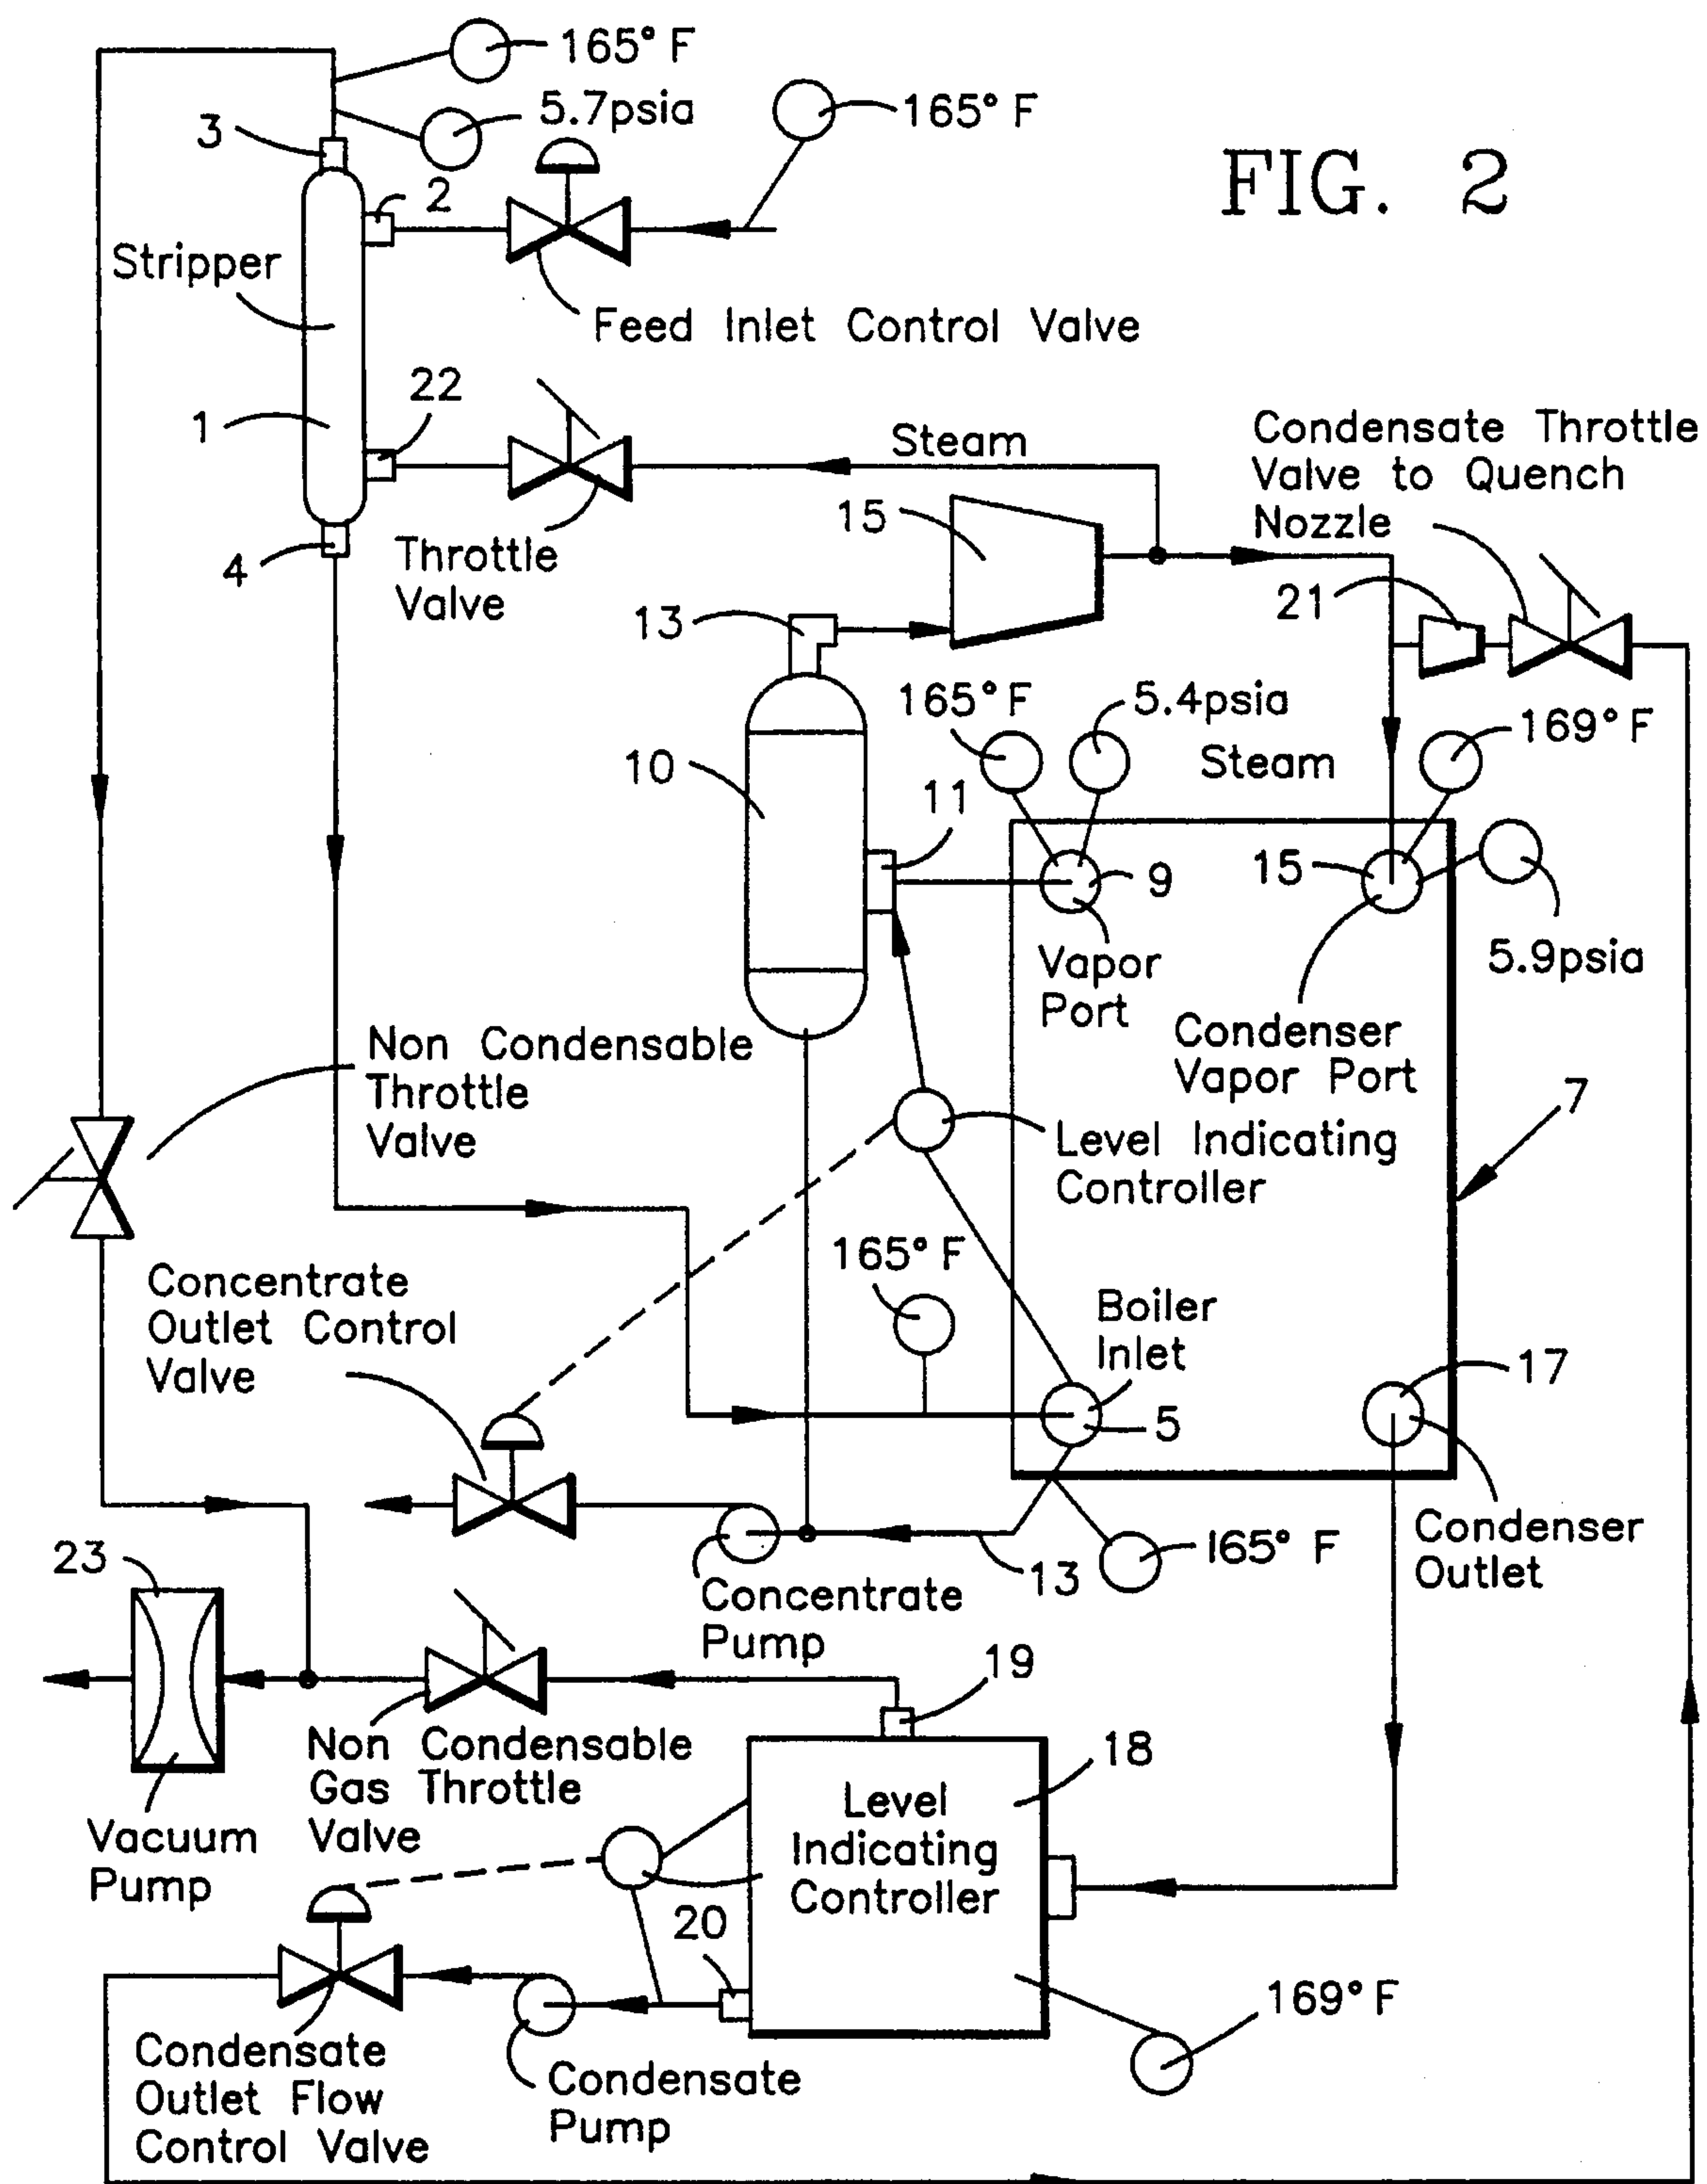 165° F
5.7psia
165° F
3
2
FIG. 2
Stripper
Feed Inlet Control Valve
22
1
Steam
Condensate Throttle
Valve to Quench
Nozzle
15
4
Throttle
Valve
21
13
165° F
5.4psia
169° F
Steam
10
11
9
15
Vapor
Port
5.9psia
Condenser
Vapor Port
Non Condensable
Throttle
Valve
7
Level Indicating
Controller
165° F
Concentrate
Outlet Control
Valve
Boiler
Inlet
17
5
Condenser
Outlet
165° F
13
23
Concentrate
Pump
19
Non Condensable
Gas Throttle
Valve
18
Level
Indicating
Controller
Vacuum
Pump
20
169° F
Condensate
Outlet Flow
Control Valve
Condensate
Pump